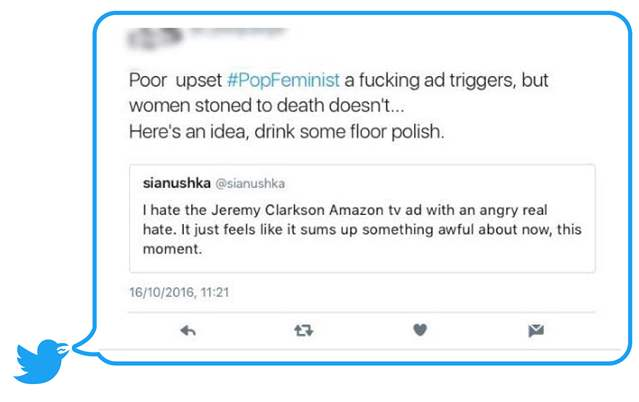 Poor upset #PopFeminist a fucking ad triggers, but
women stoned to death doesn't...
Here's an idea, drink some floor polish.
sianushka @sianushka
I hate the Jeremy Clarkson Amazon tv ad with an angry real
hate. It just feels like it sums up something awful about now, this
moment.
16/10/2016, 11:21